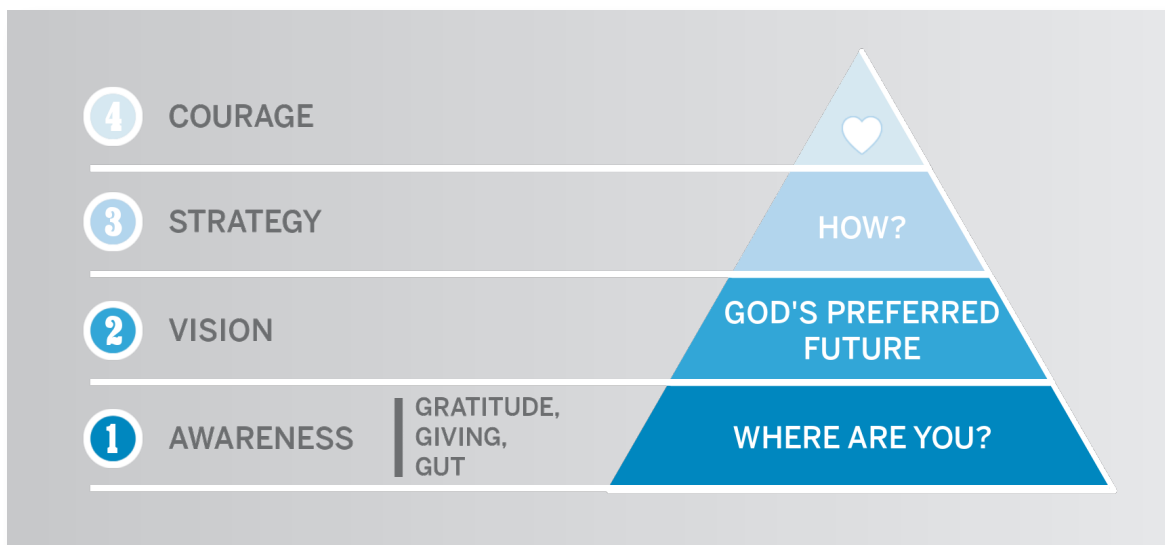 4 COURAGE
3 STRATEGY
HOW?
2 VISION
GOD'S PREFERRED
FUTURE
1 AWARENESS
GRATITUDE,
GIVING,
GUT
WHERE ARE YOU?